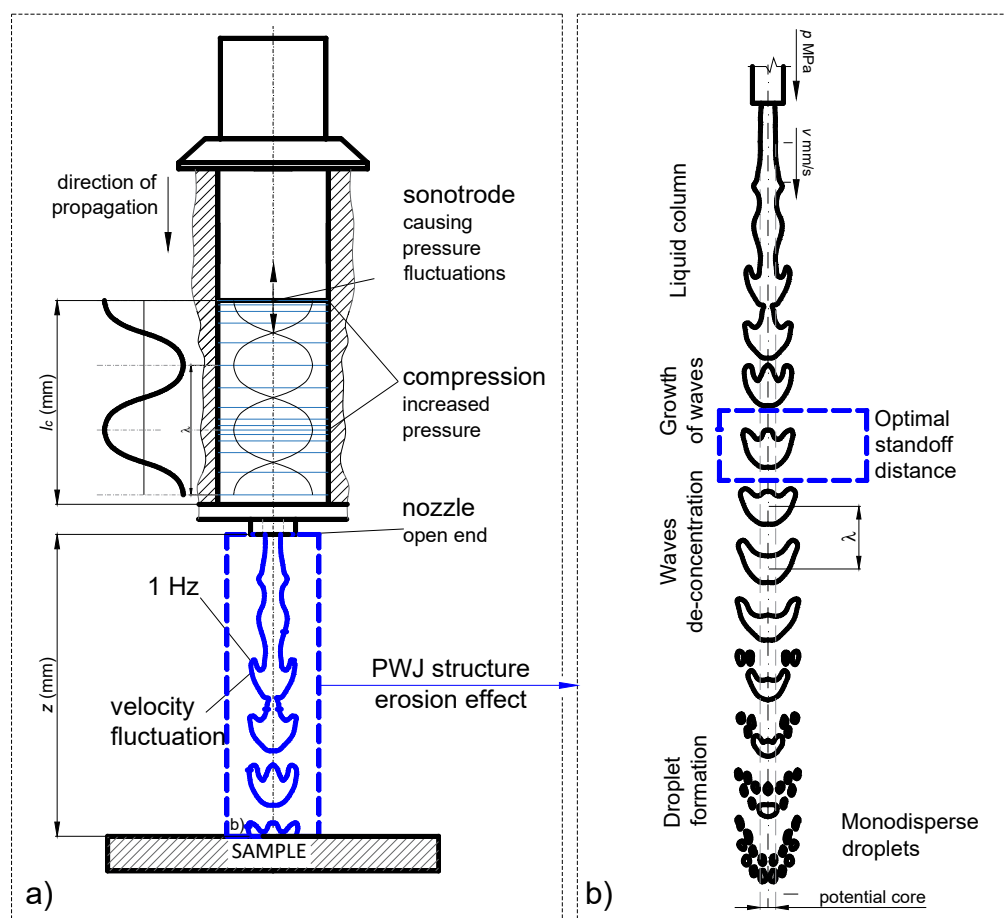 direction of
propagation
sonotrode
causing
pressure
fluctuations
lc (mm)
λ
compression
increased
pressure
nozzle
open end
1 Hz
z (mm)
velocity
fluctuation
PWJ structure
erosion effect
b)
SAMPLE
a)
p MPa
v mm/s
Liquid column
Growth
of waves
Optimal
standoff
distance
Waves
de-concentration
λ
Droplet
formation
Monodisperse
droplets
potential core
b)